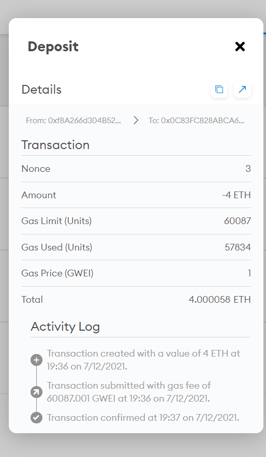 Deposit
Details
From: 0xf8A266d304B52... To: 0x0C83FC828ABCA6...
Transaction
Nonce 3
Amount -4 ETH
Gas Limit (Units) 60087
Gas Used (Units) 57834
Gas Price (GWEI) 1
Total 4.000058 ETH
Activity Log
Transaction created with a value of 4 ETH at
19:36 on 7/12/2021.
Transaction submitted with gas fee of
60087.001 GWEI at 19:36 on 7/12/2021.
Transaction confirmed at 19:37 on 7/12/2021.